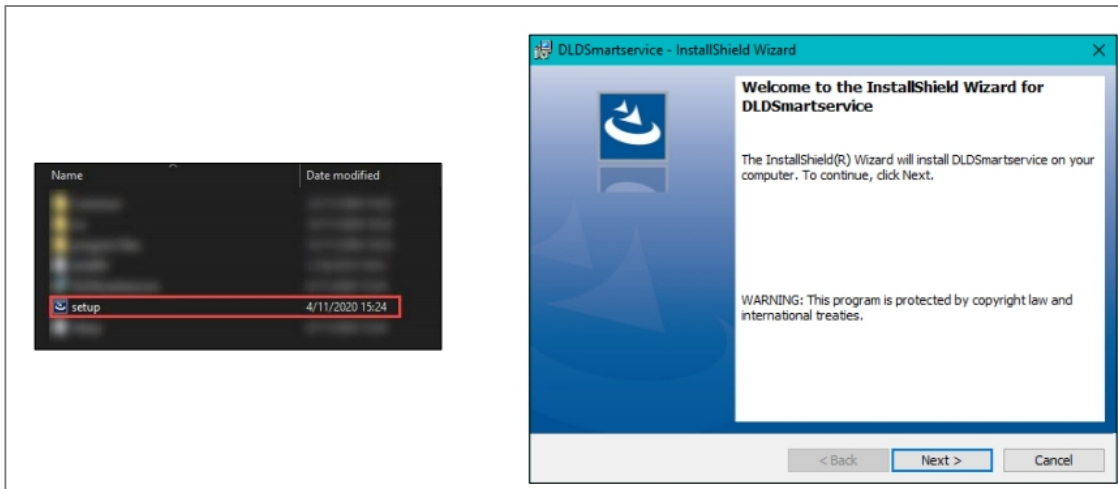 Name Date modified
setup 4/11/2020 15:24
DLDSmartservice - InstallShield Wizard
Welcome to the InstallShield Wizard for
DLDSmartservice
The InstallShield(R) Wizard will install DLDSmartservice on your
computer. To continue, click Next.
WARNING: This program is protected by copyright law and
international treaties.
< Back Next > Cancel